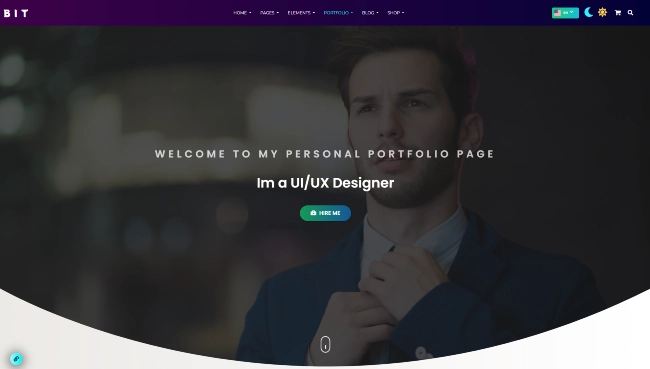 BIT
HOME
PAGES
ELEMENTS
PORTFOLIO
BLOG
SHOP
WELCOME TO MY PERSONAL PORTFOLIO PAGE
Im a UI/UX Designer
HIRE ME